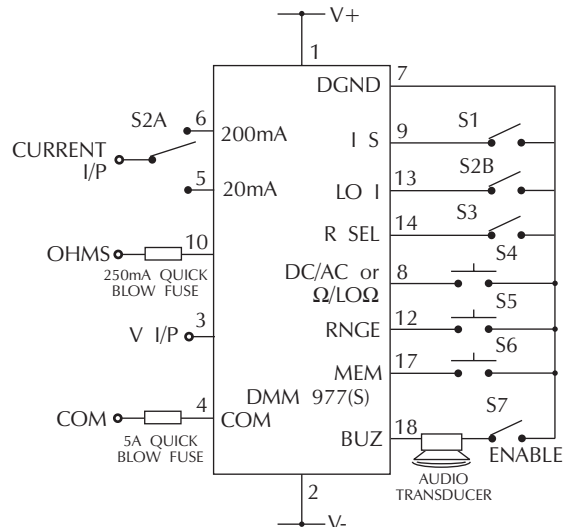 V+
1
DGND
7
S2A
6
200mA
I S
9
S1
CURRENT
I/P
S2B
5
20mA
LO I
13
S3
R SEL
14
S4
OHMS
10
250mA QUICK
BLOW FUSE
DC/AC or
Ω/LOΩ
8
S5
V I/P
3
RNGE
12
S6
MEM
17
DMM 977(S)
COM
4
COM
5A QUICK
BLOW FUSE
BUZ
18
S7
ENABLE
AUDIO
TRANSDUCER
2
V-